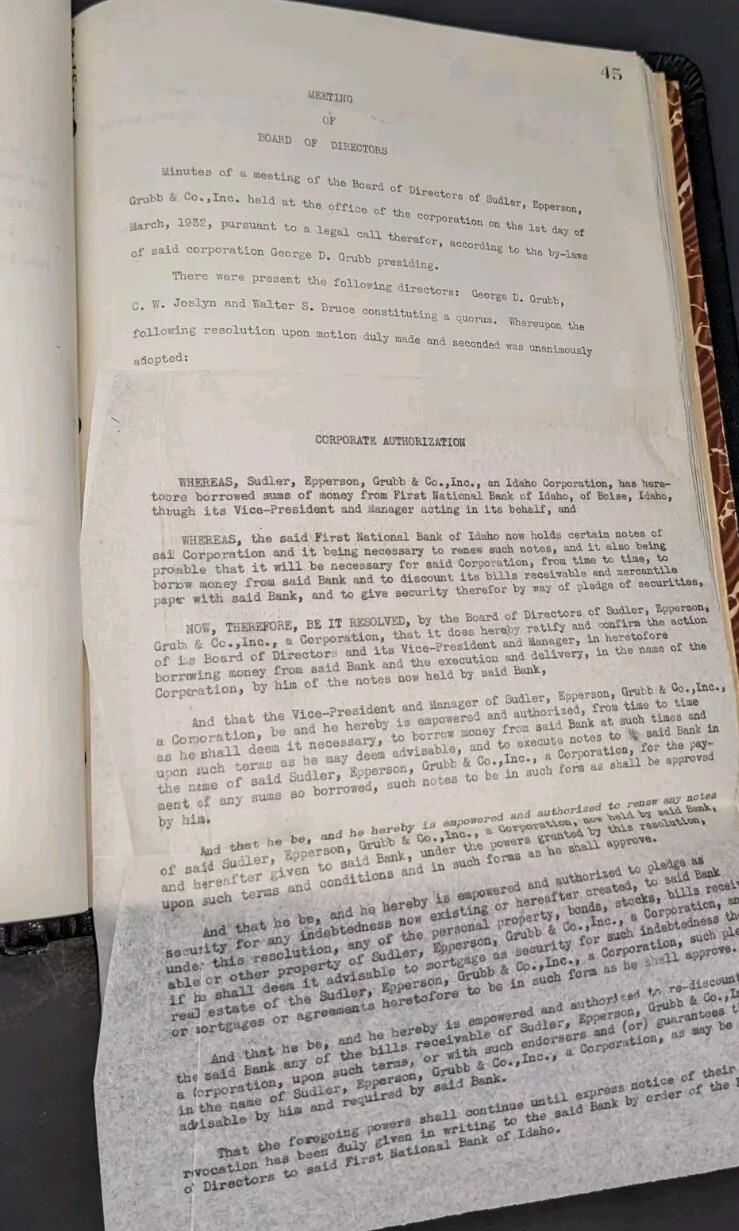 45
MEETING
OF
BOARD OF DIRECTORS
Minutes of a meeting of the Board of Directors of Sudler, Epperson,
Grubb & Co.,Inc. held at the office of the corporation on the 1st day of
March, 1932, pursuant to a legal call therefor, according to the by-laws
of said corporation George D. Grubb presiding.
There were present the following directors: George D. Grubb,
C. W. Joslyn and Walter S. Bruce constituting a quorum. Whereupon the
following resolution upon motion duly made and seconded was unanimously
adopted:
CORPORATE AUTHORIZATION
WHEREAS, Sudler, Epperson, Grubb & Co.,Inc., an Idaho Corporation, has here-
toore borrowed sums of money from First National Bank of Idaho, of Boise, Idaho,
though its Vice-President and Manager acting in its behalf, and
WHEREAS, the said First National Bank of Idaho now holds certain notes of
sai Corporation and it being necessary to renew such notes, and it also being
proable that it will be necessary for said Corporation, from time to time, to
borow money from said Bank and to discount its bills receivable and mercantile
paper with said Bank, and to give security therefor by way of pledge of securities,
NOW, THEREFORE, BE IT RESOLVED, by the Board of Directors of Sudler, Epperson,
Grub & Co.,Inc., a Corporation, that it does hereby ratify and confirm the action
of is Board of Directors and its Vice-President and Manager, in heretofore
borrowing money from said Bank and the execution and delivery, in the name of the
Corporation, by him of the notes now held by said Bank,
And that the Vice-President and Manager of Sudler, Epperson, Grubb & Co.,Inc.,
a Corporation, be and he hereby is empowered and authorized, from time to time
as he shall deem it necessary, to borrow money from said Bank at such times and
upon such terms as he may deem advisable, and to execute notes to said Bank in
the name of said Sudler, Epperson, Grubb & Co.,Inc., a Corporation, for the pay-
ment of any sums so borrowed, such notes to be in such form as shall be approved
by him.
And that he be, and he hereby is empowered and authorized to renew any notes
of said Sudler, Epperson, Grubb & Co.,Inc., a Corporation, now held by said Bank,
and hereafter given to said Bank, under the powers granted by this resolution,
upon such terms and conditions and in such forms as he shall approve.
And that he be, and he hereby is empowered and authorized to pledge as
security for any indebtedness now existing or hereafter created, to said Bank
under this resolution, any of the personal property, bonds, stocks, bills receiv
able or other property of Sudler, Epperson, Grubb & Co.,Inc., a Corporation, an
if he shall deem it advisable to mortgage as security for such indebtedness the
real estate of the Sudler, Epperson, Grubb & Co.,Inc., a Corporation, such ple
or mortgages or agreements heretofore to be in such form as he shall approve.
And that he be, and he hereby is empowered and authorized to re-discount
the said Bank any of the bills receivable of Sudler, Epperson, Grubb & Co.,In
a Corporation, upon such terms, or with such endorsers and (or) guarantees t
in the name of Sudler, Epperson, Grubb & Co.,Inc., a Corporation, as may be
advisable by him and required by said Bank.
That the foregoing powers shall continue until express notice of their
rvocation has been duly given in writing to the said Bank by order of the
o Directors to said First National Bank of Idaho.